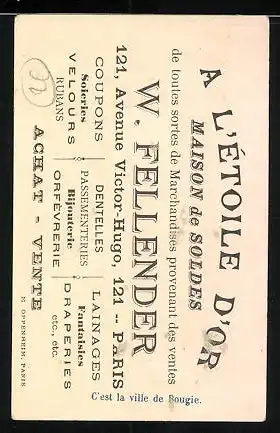 A L'ÉTOILE D'OR
MAISON de SOLDES
de toutes sortes de Marchandises provenant des ventes
W. FELLENDER
121, Avenue Victor-Hugo, 121 -- PARIS
COUPONS
Soieries
VELOURS
RUBANS
DENTELLES
PASSEMENTERIES
Bijouterie
ORFÈVRERIE
LAINAGES
Fantaisies
DRAPERIES
etc., etc.
ACHAT - VENTE
M. OPPENHEIM, PARIS
C'est la ville de Bougie.